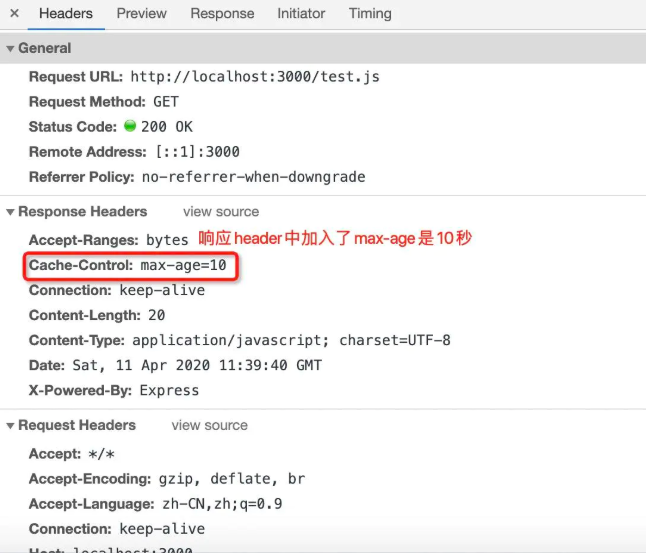 × Headers Preview Response Initiator Timing
▼ General
Request URL: http://localhost:3000/test.js
Request Method: GET
Status Code: 200 OK
Remote Address: [::1]:3000
Referrer Policy: no-referrer-when-downgrade
▼ Response Headers view source
Accept-Ranges: bytes 响应header中加入了max-age是10秒
Cache-Control: max-age=10
Connection: keep-alive
Content-Length: 20
Content-Type: application/javascript; charset=UTF-8
Date: Sat, 11 Apr 2020 11:39:40 GMT
X-Powered-By: Express
▼ Request Headers view source
Accept: */*
Accept-Encoding: gzip, deflate, br
Accept-Language: zh-CN,zh;q=0.9
Connection: keep-alive
Host: localhost:3000